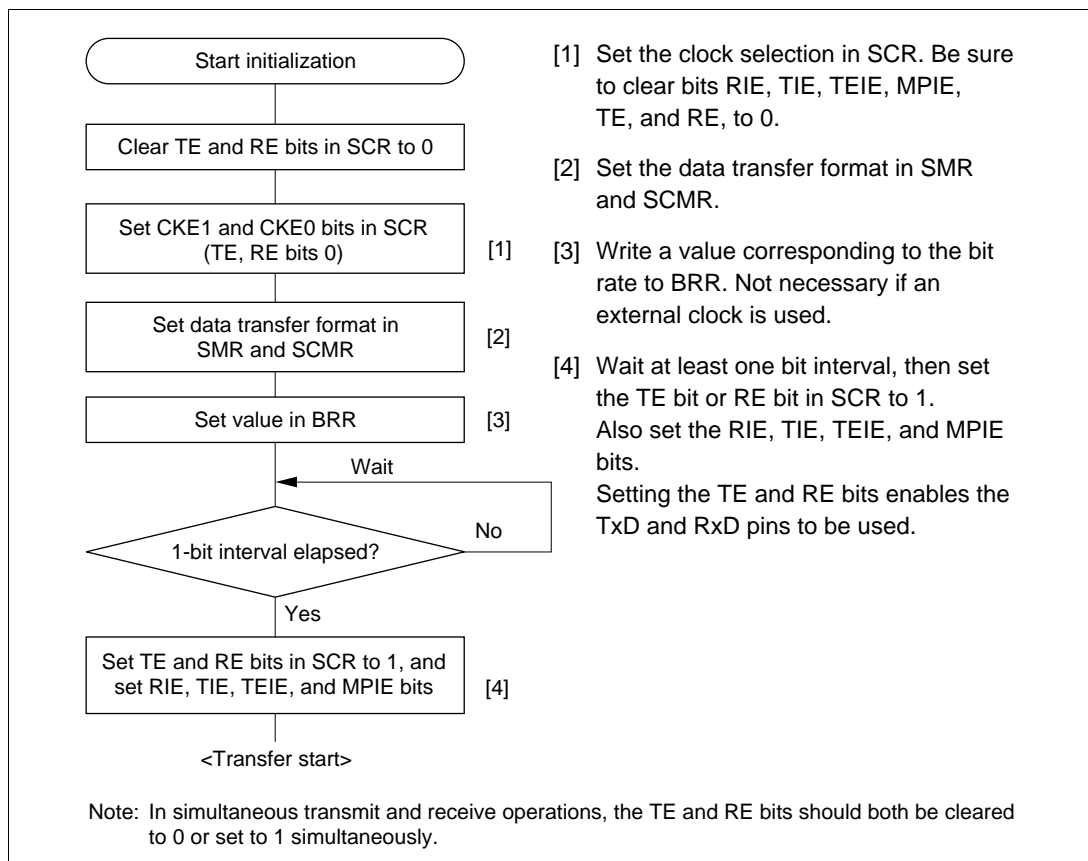 Start initialization
Clear TE and RE bits in SCR to 0
Set CKE1 and CKE0 bits in SCR
(TE, RE bits 0)
[1]
Set data transfer format in
SMR and SCMR
[2]
Set value in BRR
[3]
Wait
1-bit interval elapsed?
No
Yes
Set TE and RE bits in SCR to 1, and
set RIE, TIE, TEIE, and MPIE bits
[4]
<Transfer start>
[1] Set the clock selection in SCR. Be sure
to clear bits RIE, TIE, TEIE, MPIE,
TE, and RE, to 0.
[2] Set the data transfer format in SMR
and SCMR.
[3] Write a value corresponding to the bit
rate to BRR. Not necessary if an
external clock is used.
[4] Wait at least one bit interval, then set
the TE bit or RE bit in SCR to 1.
Also set the RIE, TIE, TEIE, and MPIE
bits.
Setting the TE and RE bits enables the
TxD and RxD pins to be used.
Note: In simultaneous transmit and receive operations, the TE and RE bits should both be cleared
to 0 or set to 1 simultaneously.